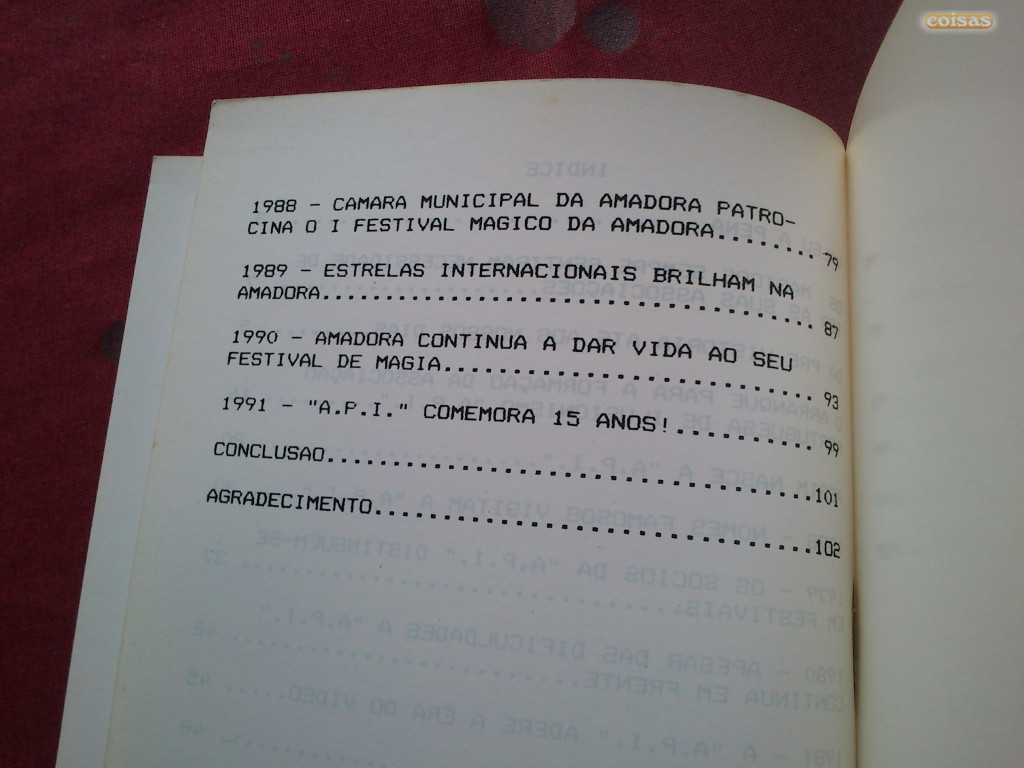 coisas
1988 - CAMARA MUNICIPAL DA AMADORA PATRO-
CINA O I FESTIVAL MAGICO DA AMADORA........ 79
1989 - ESTRELAS INTERNACIONAIS BRILHAM NA
AMADORA.................................... 87
1990 - AMADORA CONTINUA A DAR VIDA AO SEU
FESTIVAL DE MAGIA.......................... 93
1991 - "A.P.I." COMEMORA 15 ANOS!.......... 99
CONCLUSAO..................................101
AGRADECIMENTO..............................102